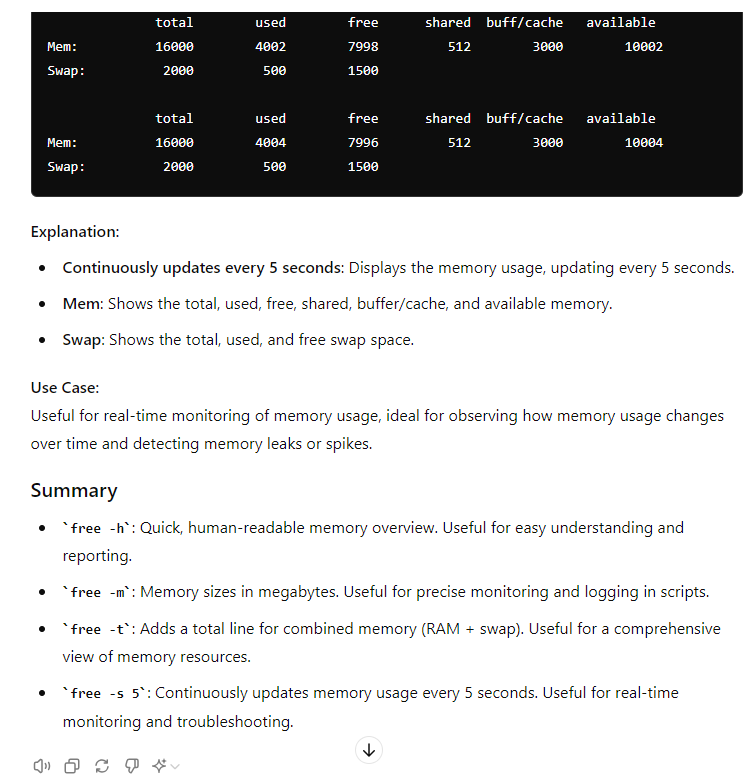 total used free shared buff/cache available
Mem: 16000 4002 7998 512 3000 10002
Swap: 2000 500 1500
total used free shared buff/cache available
Mem: 16000 4004 7996 512 3000 10004
Swap: 2000 500 1500
Explanation:
• Continuously updates every 5 seconds: Displays the memory usage, updating every 5 seconds.
• Mem: Shows the total, used, free, shared, buffer/cache, and available memory.
• Swap: Shows the total, used, and free swap space.
Use Case:
Useful for real-time monitoring of memory usage, ideal for observing how memory usage changes
over time and detecting memory leaks or spikes.
Summary
• `free -h`: Quick, human-readable memory overview. Useful for easy understanding and
reporting.
• `free -m`: Memory sizes in megabytes. Useful for precise monitoring and logging in scripts.
• `free -t`: Adds a total line for combined memory (RAM + swap). Useful for a comprehensive
view of memory resources.
• `free -s 5`: Continuously updates memory usage every 5 seconds. Useful for real-time
monitoring and troubleshooting.